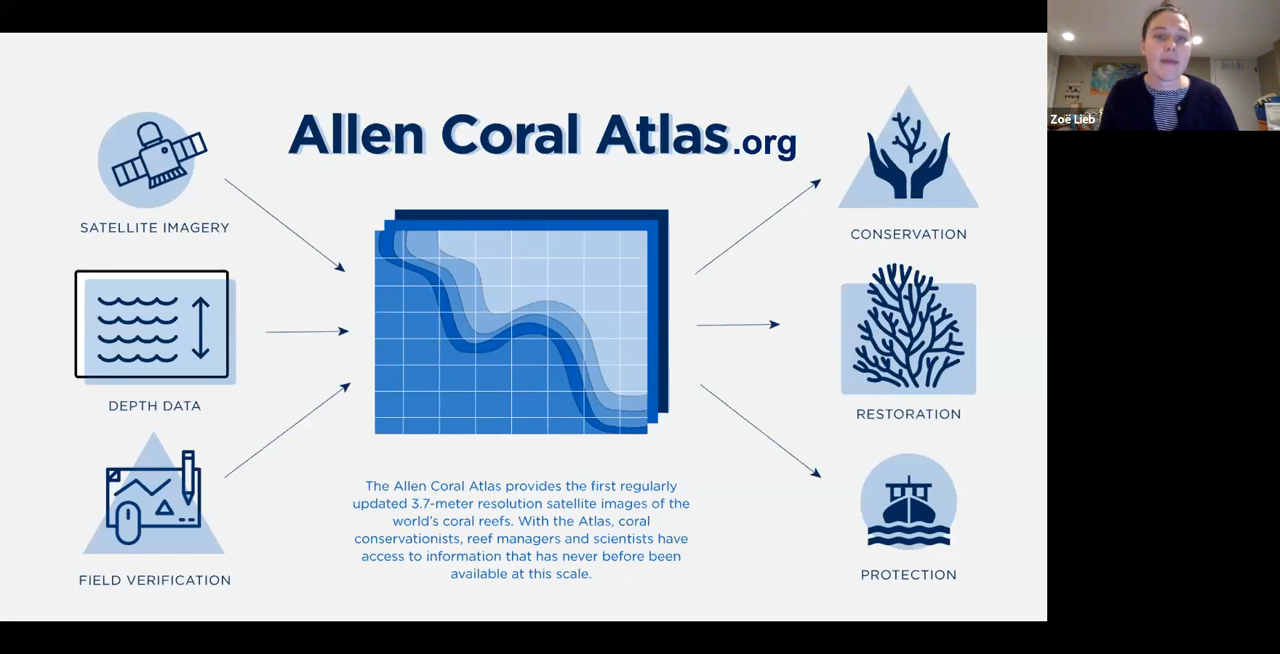 Allen Coral Atlas.org
SATELLITE IMAGERY
DEPTH DATA
FIELD VERIFICATION
The Allen Coral Atlas provides the first regularly
updated 3.7-meter resolution satellite images of the
world's coral reefs. With the Atlas, coral
conservationists, reef managers and scientists have
access to information that has never before been
available at this scale.
CONSERVATION
RESTORATION
PROTECTION
Zoë Lieb